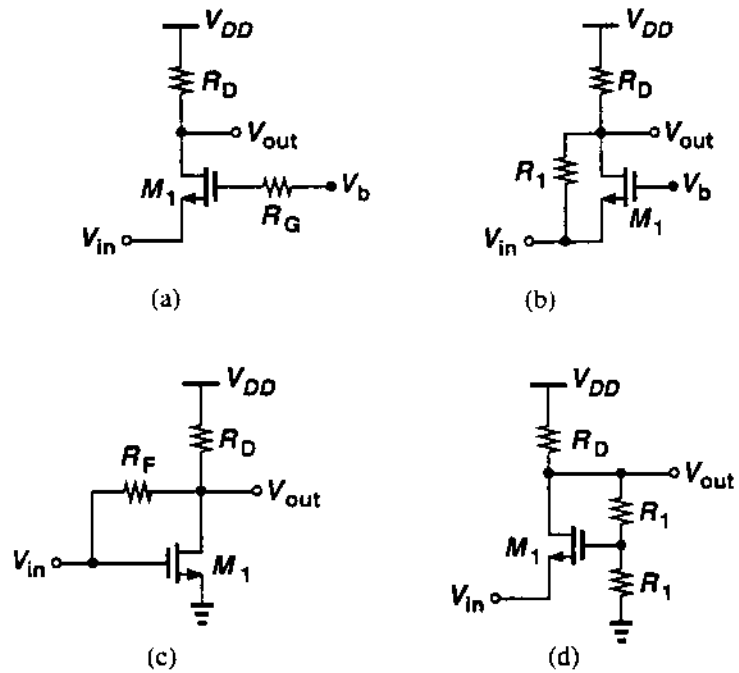 V_DD
R_D
V_out
M_1
R_G
V_b
V_in
(a)
V_DD
R_D
V_out
R_1
V_b
M_1
V_in
(b)
V_DD
R_D
R_F
V_out
V_in
M_1
(c)
V_DD
R_D
V_out
R_1
M_1
R_1
V_in
(d)